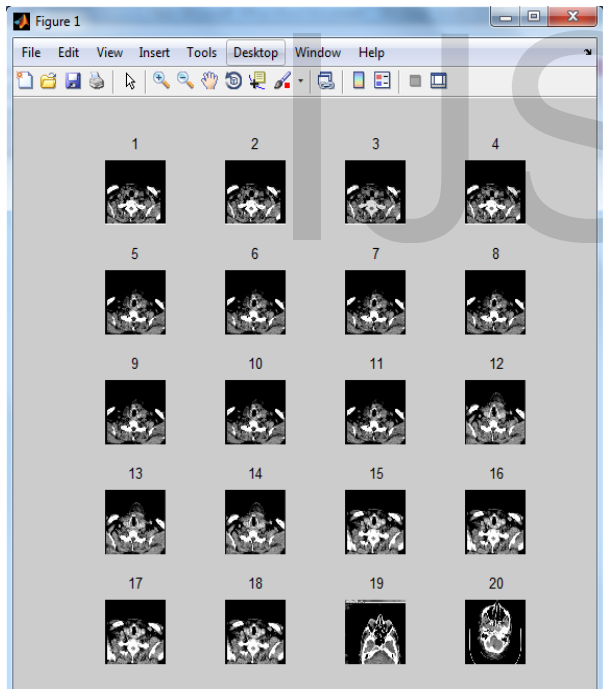 Figure 1
File Edit View Insert Tools Desktop Window Help
1 2 3 4
5 6 7 8
9 10 11 12
13 14 15 16
17 18 19 20
IJS